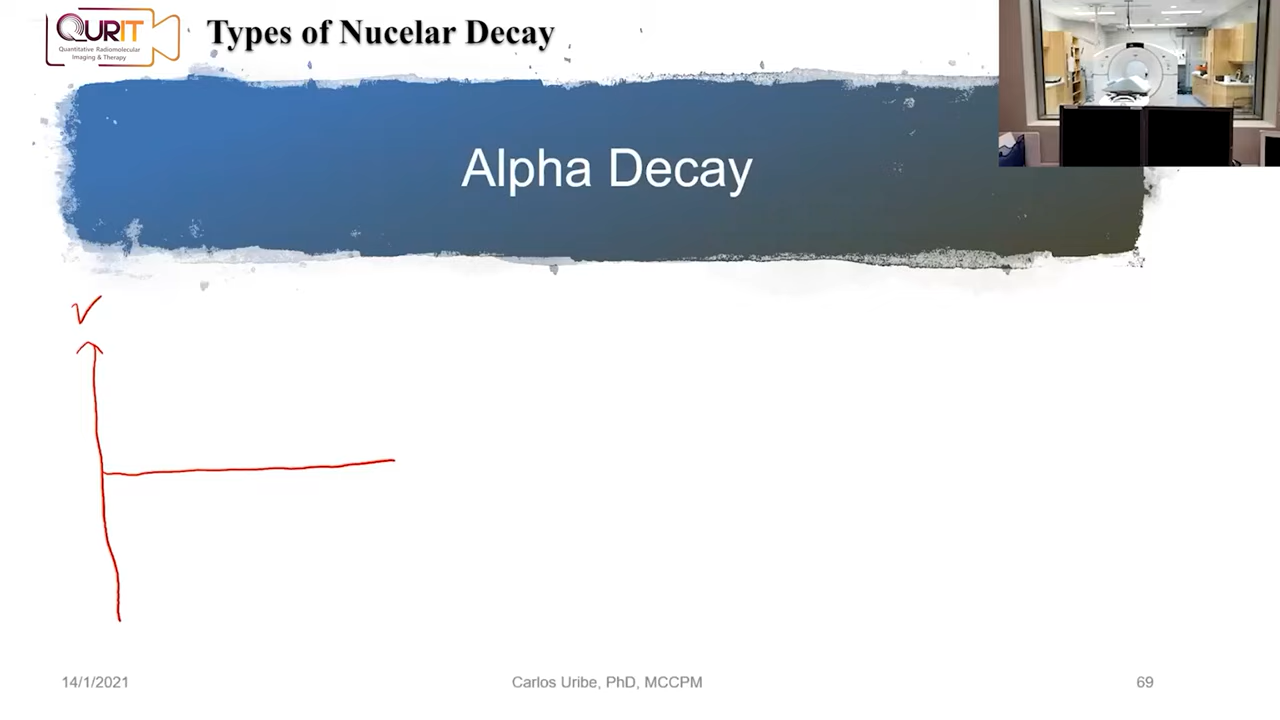 QURIT
Quantitative Radiomolecular
Imaging & Therapy
Types of Nucelar Decay
Alpha Decay
V
14/1/2021
Carlos Uribe, PhD, MCCPM
69